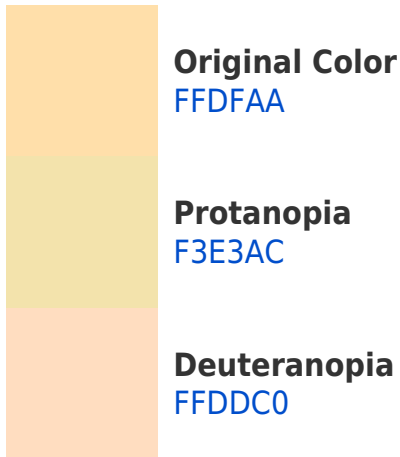 Original Color
FFDFAA
Protanopia
F3E3AC
Deuteranopia
FFDDC0